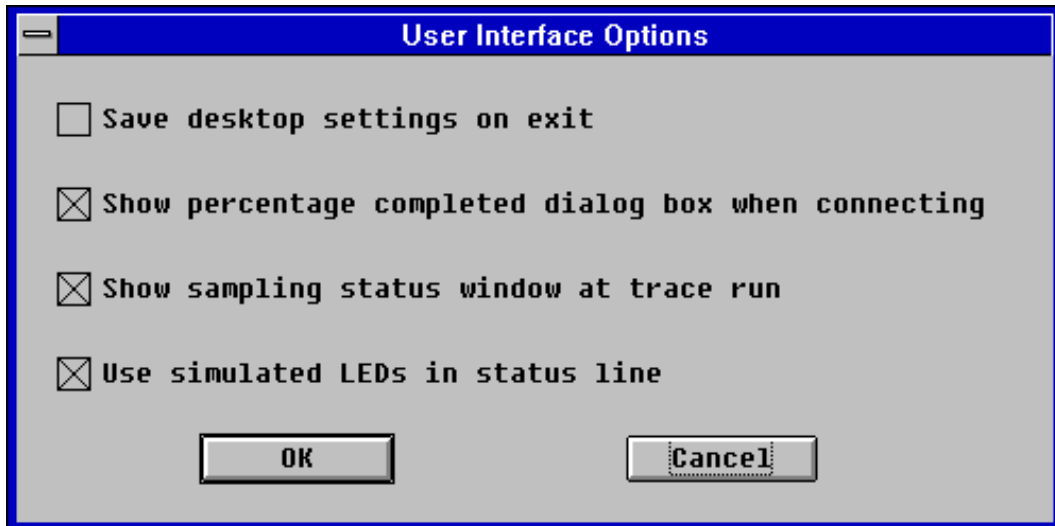 User Interface Options
Save desktop settings on exit
Show percentage completed dialog box when connecting
Show sampling status window at trace run
Use simulated LEDs in status line
OK Cancel